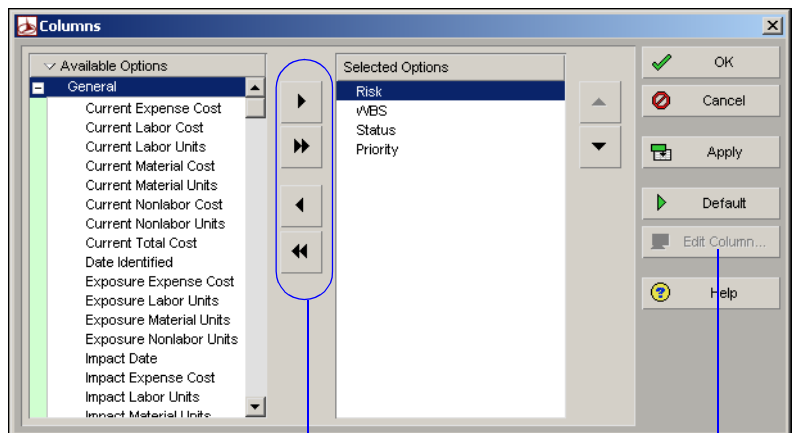 Columns
Available Options
General
Current Expense Cost
Current Labor Cost
Current Labor Units
Current Material Cost
Current Material Units
Current Nonlabor Cost
Current Nonlabor Units
Current Total Cost
Date Identified
Exposure Expense Cost
Exposure Labor Units
Exposure Material Units
Exposure Nonlabor Units
Impact Date
Impact Expense Cost
Impact Labor Units
Impact Material Units
Selected Options
Risk
WBS
Status
Priority
OK
Cancel
Apply
Default
Edit Column...
Help